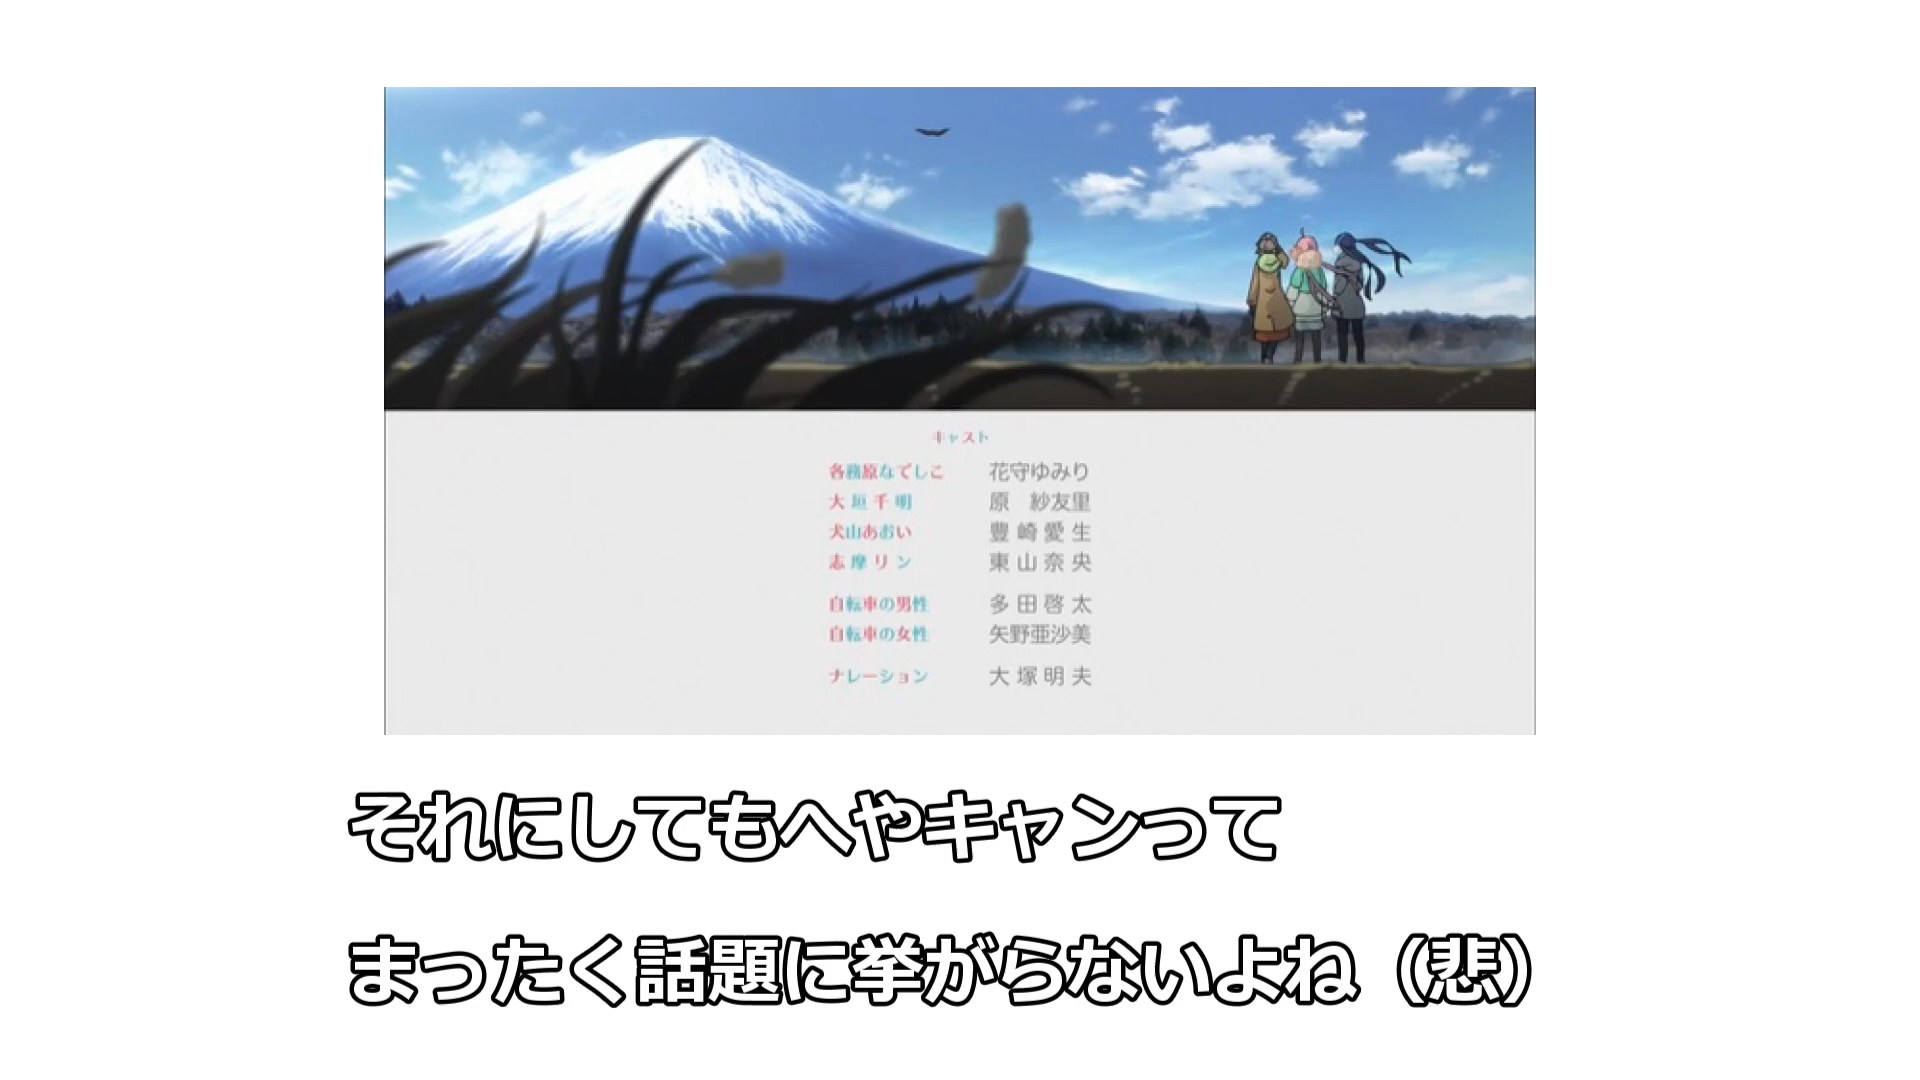 キャスト
各務原なでしこ 花守ゆみり
大垣千明 原 紗友里
犬山あおい 豊崎愛生
志摩リン 東山奈央
自転車の男性 多田啓太
自転車の女性 矢野亜沙美
ナレーション 大塚明夫
それにしてもへやキャンって
まったく話題に挙がらないよね（悲）